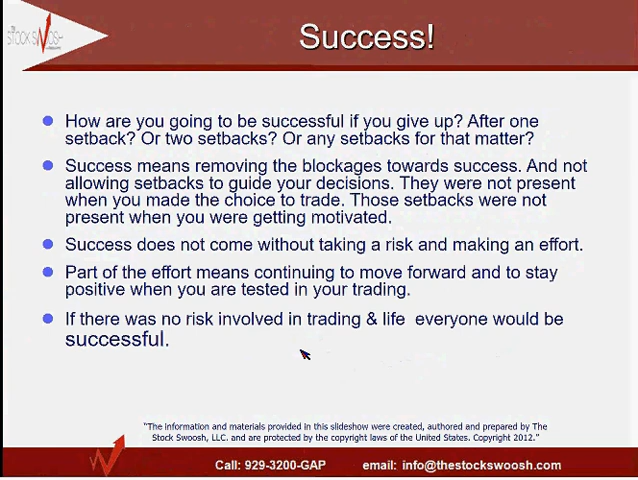 THE
STOCK SWOOSH
Success!
How are you going to be successful if you give up? After one
setback? Or two setbacks? Or any setbacks for that matter?
Success means removing the blockages towards success. And not
allowing setbacks to guide your decisions. They were not present
when you made the choice to trade. Those setbacks were not
present when you were getting motivated.
Success does not come without taking a risk and making an effort.
Part of the effort means continuing to move forward and to stay
positive when you are tested in your trading.
If there was no risk involved in trading & life everyone would be
successful.
"The information and materials provided in this slideshow were created, authored and prepared by The
Stock Swoosh, LLC. and are protected by the copyright laws of the United States. Copyright 2012."
Call: 929-3200-GAP email: info@thestockswoosh.com